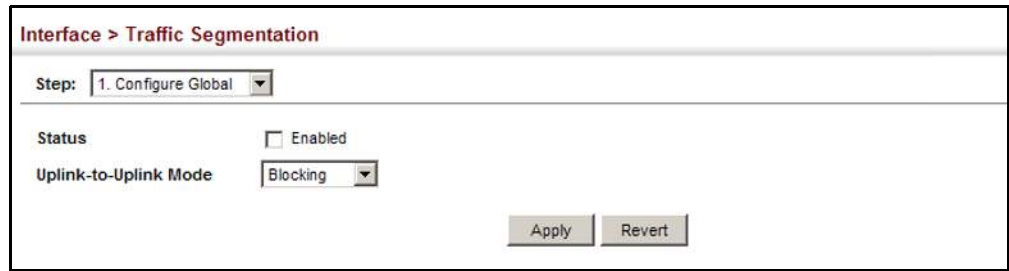 Interface > Traffic Segmentation
Step: 1. Configure Global
Status Enabled
Uplink-to-Uplink Mode Blocking
Apply Revert